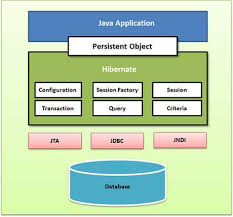 Java Application
Persistent Object
Hibernate
Configuration Session Factory Session
Transaction Query Criteria
JTA JDBC JNDI
Database